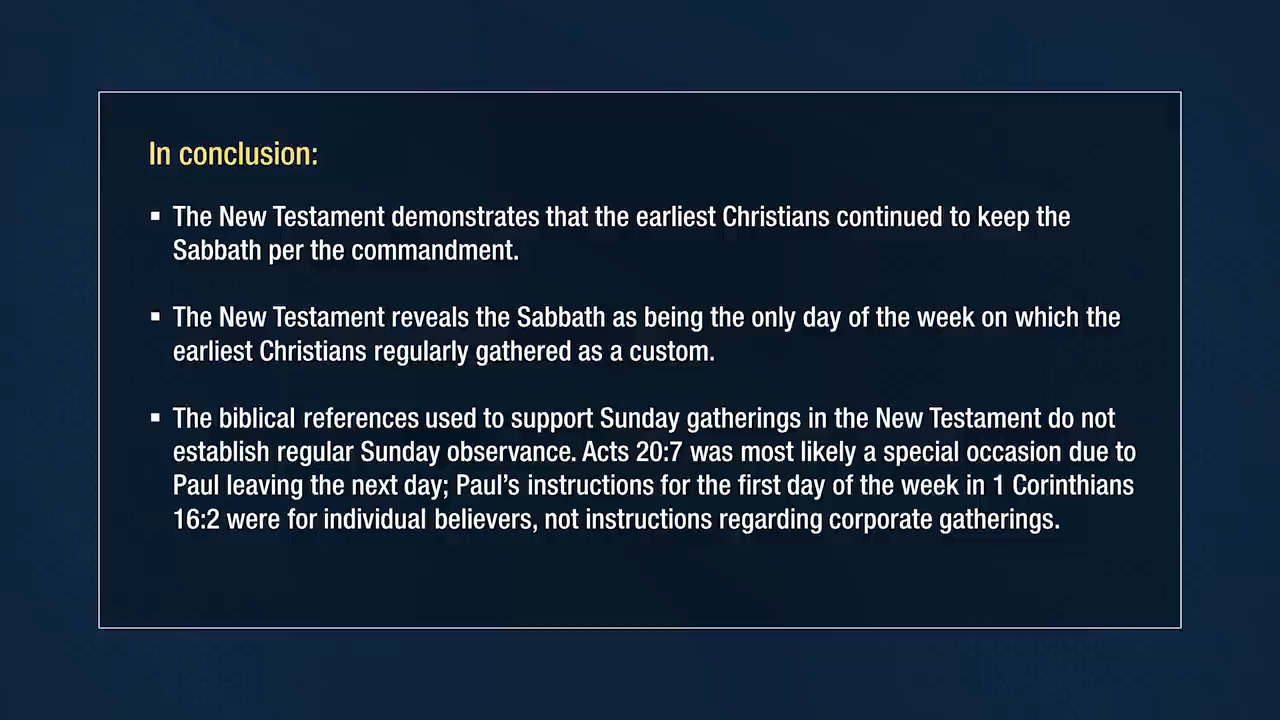 In conclusion:
▪ The New Testament demonstrates that the earliest Christians continued to keep the
Sabbath per the commandment.
▪ The New Testament reveals the Sabbath as being the only day of the week on which the
earliest Christians regularly gathered as a custom.
▪ The biblical references used to support Sunday gatherings in the New Testament do not
establish regular Sunday observance. Acts 20:7 was most likely a special occasion due to
Paul leaving the next day; Paul’s instructions for the first day of the week in 1 Corinthians
16:2 were for individual believers, not instructions regarding corporate gatherings.